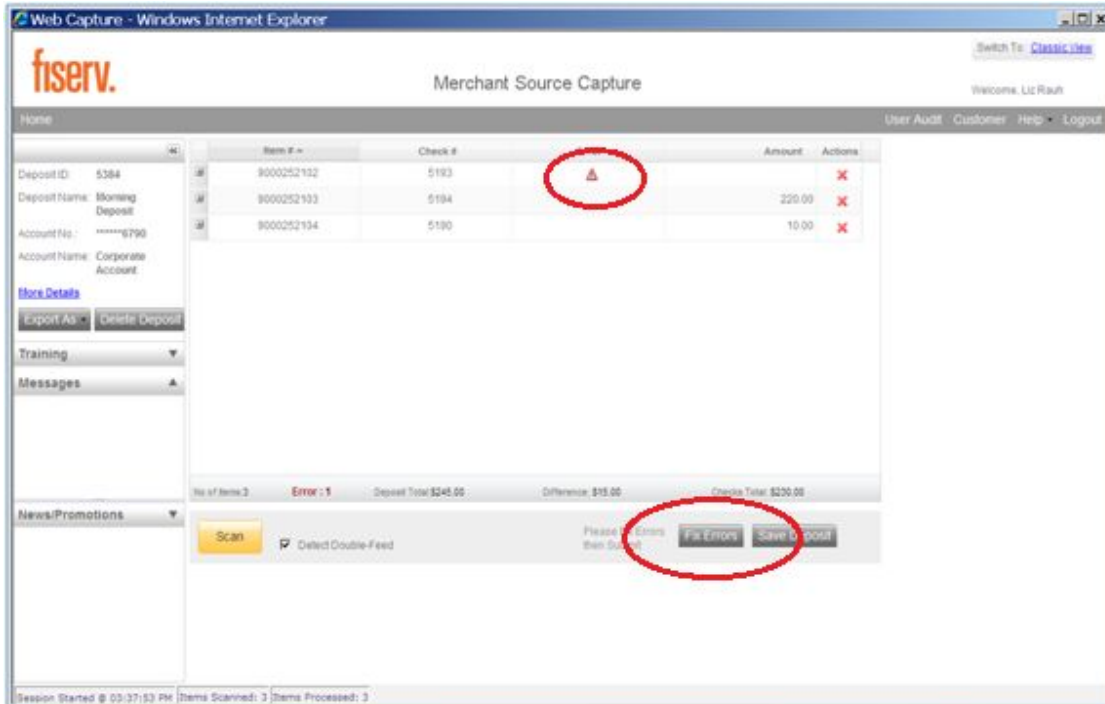 Web Capture - Windows Internet Explorer
Switch To: Classic View
fiserv.
Merchant Source Capture
Welcome, Liz Rauh
Home User Audit Customer Help Logout
Item # Check # Amount Actions
Deposit ID: 5384
9000252102 5193
Deposit Name: Morning Deposit
9000252103 5194 220.00
Account No.: ******6790
9000252104 5190 10.00
Account Name: Corporate Account
More Details
Export As Delete Deposit
Training
Messages
No of Items:3 Error : 1 Deposit Total:$245.00 Difference: $15.00 Checks Total: $230.00
News/Promotions
Scan Detect Double-Feed Please Fix Errors then Submit Fix Errors Save Deposit
Session Started @ 03:37:53 PM Items Scanned: 3 Items Processed: 3